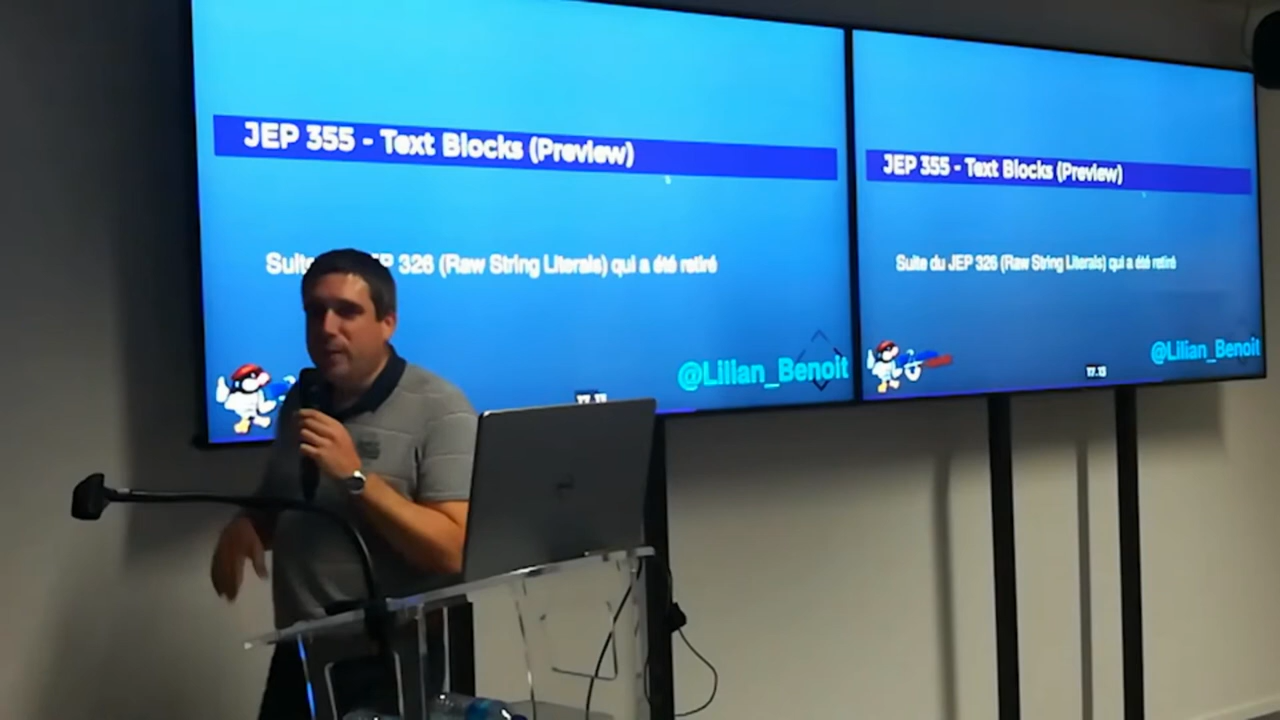 JEP 355 - Text Blocks (Preview)
Suite JEP 326 (Raw String Literals) qui a été retiré
@Lilian_Benoit
JEP 355 - Text Blocks (Preview)
Suite du JEP 326 (Raw String Literals) qui a été retiré
@Lilian_Benoit